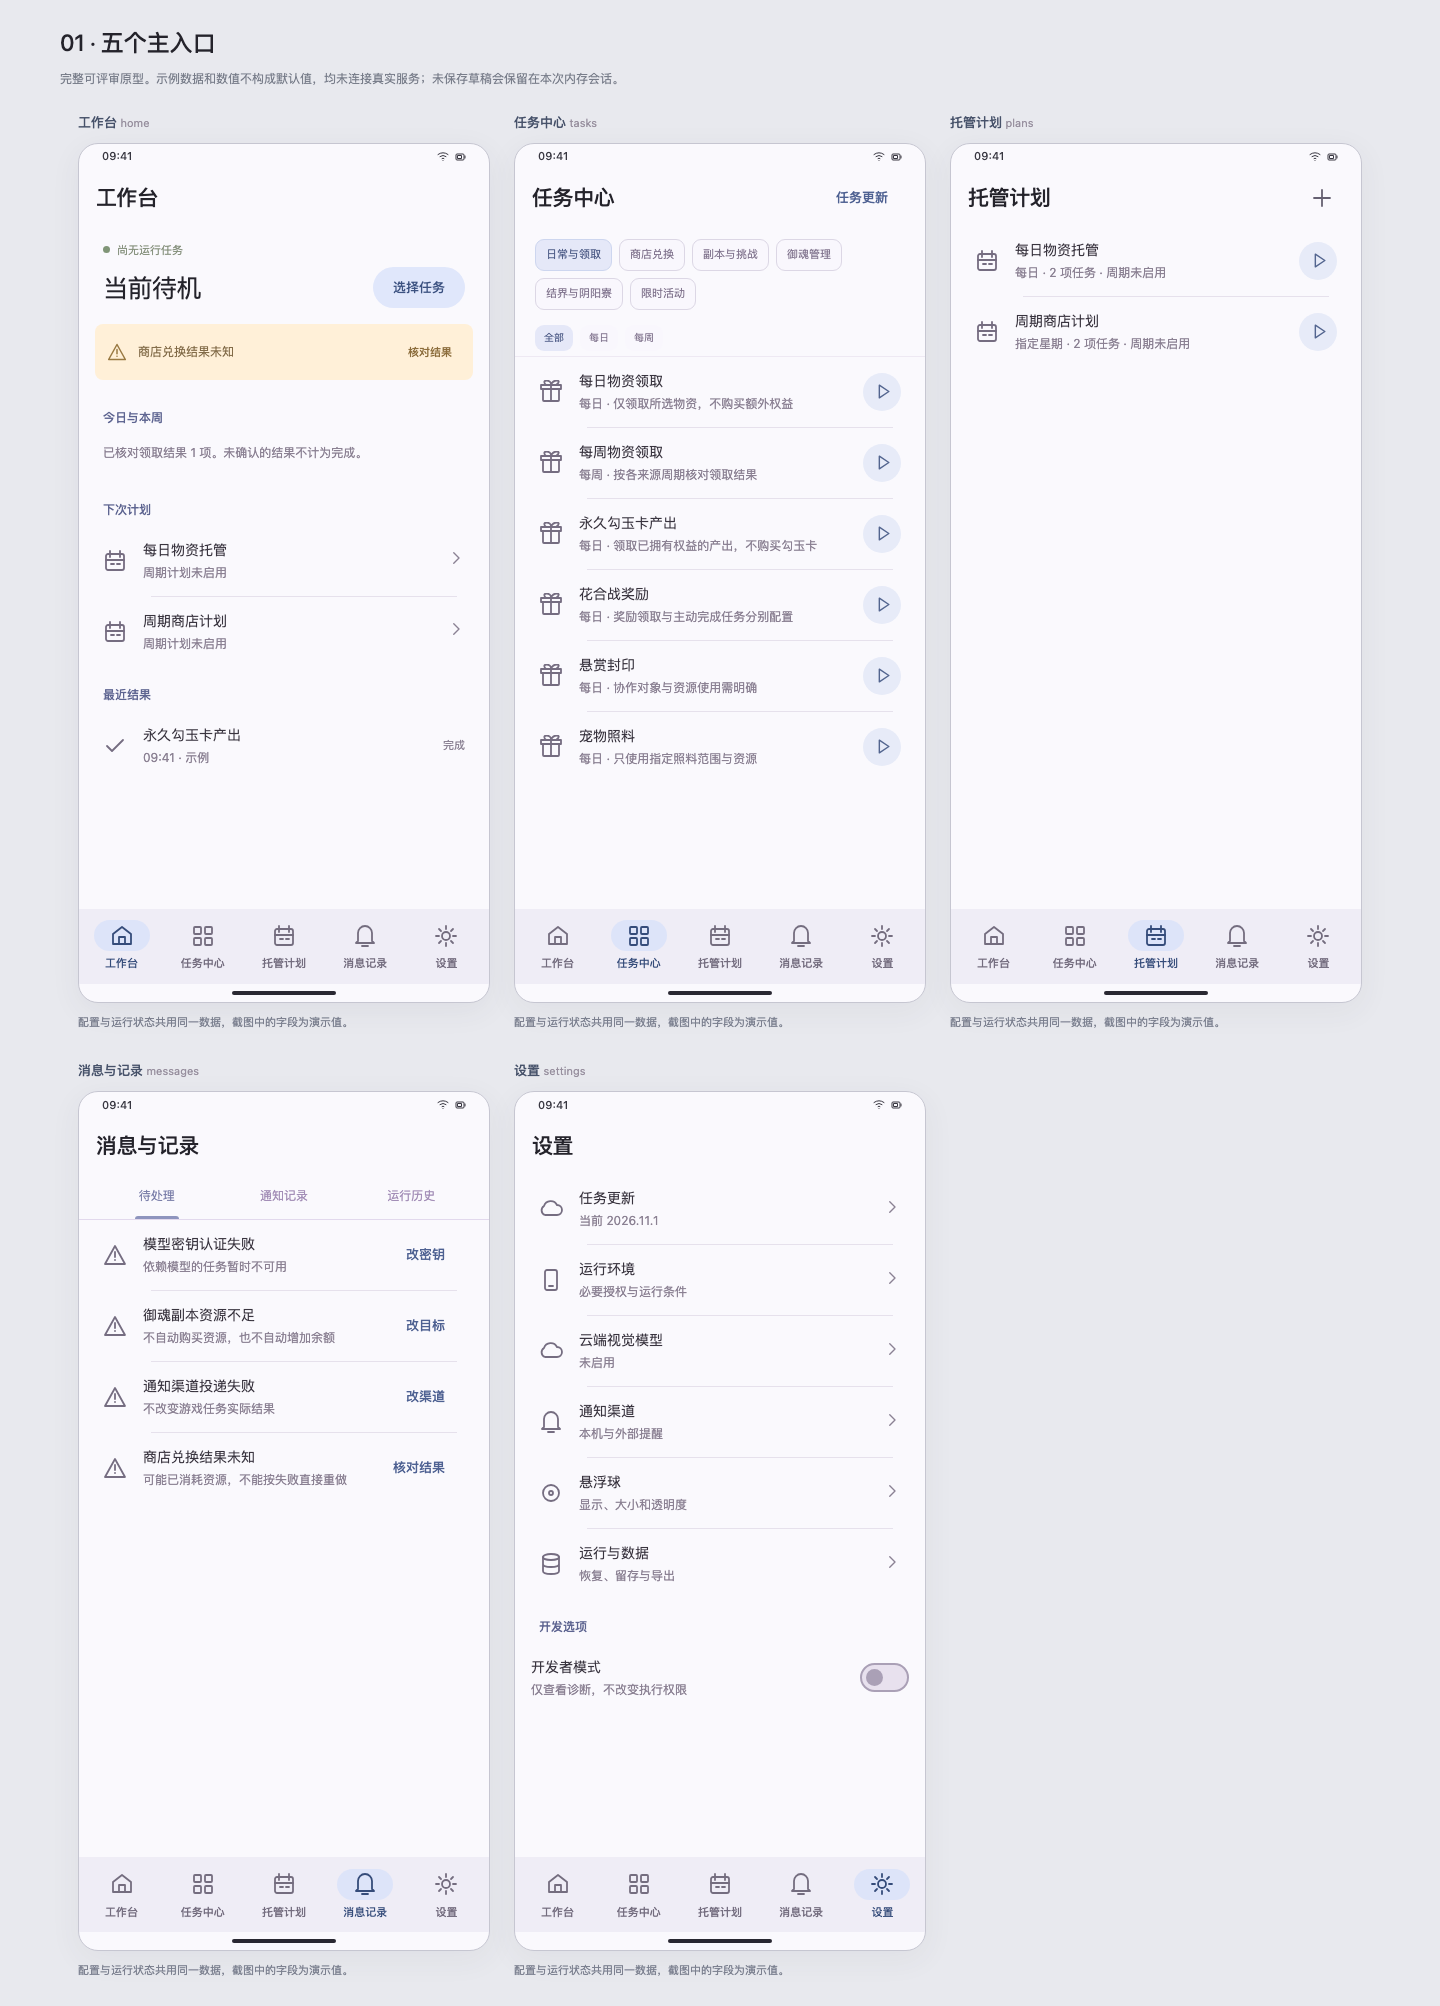 01 · 五个主入口
完整可评审原型。示例数据和数值不构成默认值，均未连接真实服务；未保存草稿会保留在本次内存会话。
工作台 home
09:41
工作台
尚无运行任务
当前待机
选择任务
商店兑换结果未知
核对结果
今日与本周
已核对领取结果 1 项。未确认的结果不计为完成。
下次计划
每日物资托管
周期计划未启用
周期商店计划
周期计划未启用
最近结果
永久勾玉卡产出
09:41 · 示例
完成
工作台
任务中心
托管计划
消息记录
设置
配置与运行状态共用同一数据，截图中的字段为演示值。
任务中心 tasks
09:41
任务中心
任务更新
日常与领取
商店兑换
副本与挑战
御魂管理
结界与阴阳寮
限时活动
全部
每日
每周
每日物资领取
每日 · 仅领取所选物资，不购买额外权益
每周物资领取
每周 · 按各来源周期核对领取结果
永久勾玉卡产出
每日 · 领取已拥有权益的产出，不购买勾玉卡
花合战奖励
每日 · 奖励领取与主动完成任务分别配置
悬赏封印
每日 · 协作对象与资源使用需明确
宠物照料
每日 · 只使用指定照料范围与资源
工作台
任务中心
托管计划
消息记录
设置
配置与运行状态共用同一数据，截图中的字段为演示值。
托管计划 plans
09:41
托管计划
每日物资托管
每日 · 2 项任务 · 周期未启用
周期商店计划
指定星期 · 2 项任务 · 周期未启用
工作台
任务中心
托管计划
消息记录
设置
配置与运行状态共用同一数据，截图中的字段为演示值。
消息与记录 messages
09:41
消息与记录
待处理
通知记录
运行历史
模型密钥认证失败
依赖模型的任务暂时不可用
改密钥
御魂副本资源不足
不自动购买资源，也不自动增加余额
改目标
通知渠道投递失败
不改变游戏任务实际结果
改渠道
商店兑换结果未知
可能已消耗资源，不能按失败直接重做
核对结果
工作台
任务中心
托管计划
消息记录
设置
配置与运行状态共用同一数据，截图中的字段为演示值。
设置 settings
09:41
设置
任务更新
当前 2026.11.1
运行环境
必要授权与运行条件
云端视觉模型
未启用
通知渠道
本机与外部提醒
悬浮球
显示、大小和透明度
运行与数据
恢复、留存与导出
开发选项
开发者模式
仅查看诊断，不改变执行权限
工作台
任务中心
托管计划
消息记录
设置
配置与运行状态共用同一数据，截图中的字段为演示值。